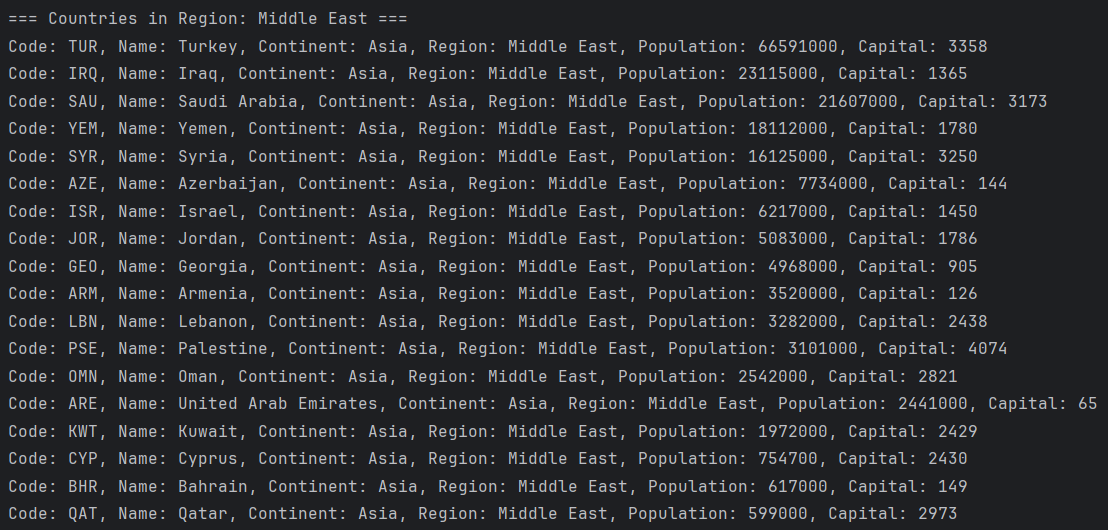 === Countries in Region: Middle East ===
Code: TUR, Name: Turkey, Continent: Asia, Region: Middle East, Population: 66591000, Capital: 3358
Code: IRQ, Name: Iraq, Continent: Asia, Region: Middle East, Population: 23115000, Capital: 1365
Code: SAU, Name: Saudi Arabia, Continent: Asia, Region: Middle East, Population: 21607000, Capital: 3173
Code: YEM, Name: Yemen, Continent: Asia, Region: Middle East, Population: 18112000, Capital: 1780
Code: SYR, Name: Syria, Continent: Asia, Region: Middle East, Population: 16125000, Capital: 3250
Code: AZE, Name: Azerbaijan, Continent: Asia, Region: Middle East, Population: 7734000, Capital: 144
Code: ISR, Name: Israel, Continent: Asia, Region: Middle East, Population: 6217000, Capital: 1450
Code: JOR, Name: Jordan, Continent: Asia, Region: Middle East, Population: 5083000, Capital: 1786
Code: GEO, Name: Georgia, Continent: Asia, Region: Middle East, Population: 4968000, Capital: 905
Code: ARM, Name: Armenia, Continent: Asia, Region: Middle East, Population: 3520000, Capital: 126
Code: LBN, Name: Lebanon, Continent: Asia, Region: Middle East, Population: 3282000, Capital: 2438
Code: PSE, Name: Palestine, Continent: Asia, Region: Middle East, Population: 3101000, Capital: 4074
Code: OMN, Name: Oman, Continent: Asia, Region: Middle East, Population: 2542000, Capital: 2821
Code: ARE, Name: United Arab Emirates, Continent: Asia, Region: Middle East, Population: 2441000, Capital: 65
Code: KWT, Name: Kuwait, Continent: Asia, Region: Middle East, Population: 1972000, Capital: 2429
Code: CYP, Name: Cyprus, Continent: Asia, Region: Middle East, Population: 754700, Capital: 2430
Code: BHR, Name: Bahrain, Continent: Asia, Region: Middle East, Population: 617000, Capital: 149
Code: QAT, Name: Qatar, Continent: Asia, Region: Middle East, Population: 599000, Capital: 2973